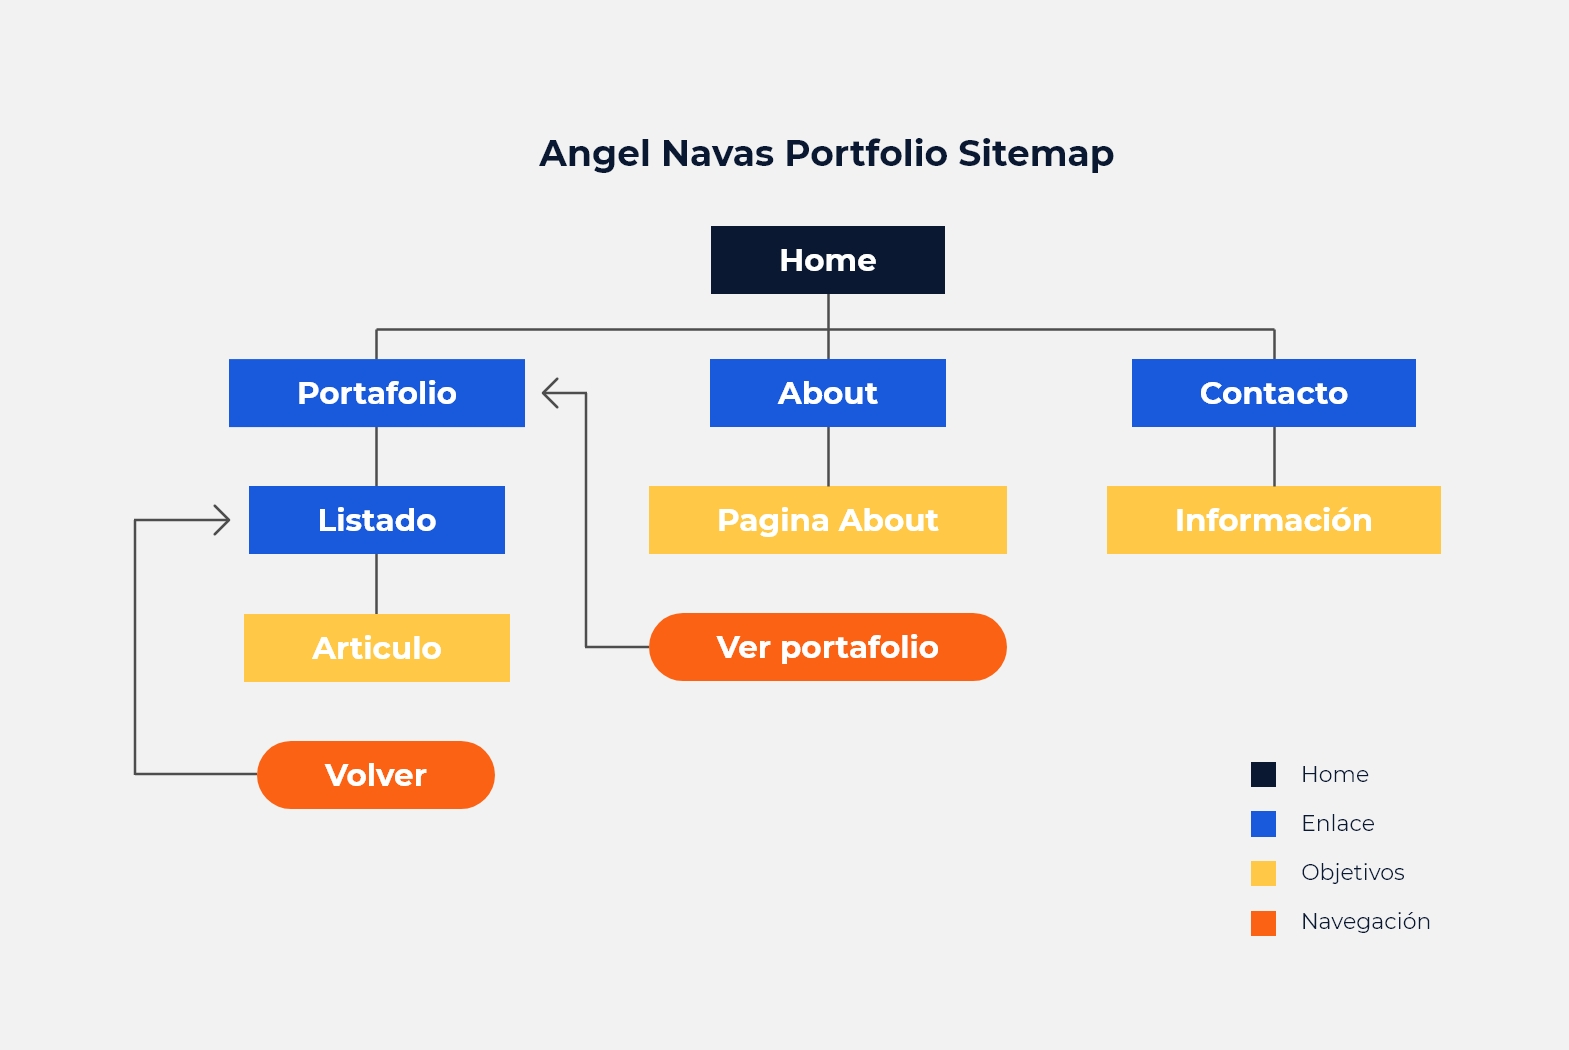 Angel Navas Portfolio Sitemap
Home
Portafolio
About
Contacto
Listado
Pagina About
Información
Articulo
Ver portafolio
Volver
Home
Enlace
Objetivos
Navegación